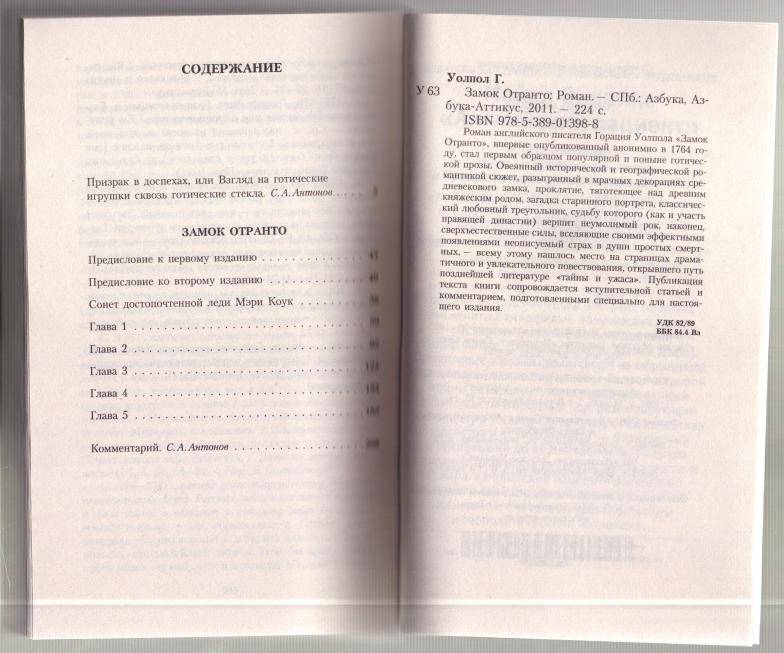 СОДЕРЖАНИЕ
Призрак в доспехах, или Взгляд на готические
игрушки сквозь готические стекла. С. А. Антонов . . . .
ЗАМОК ОТРАНТО
Предисловие к первому изданию . . . . . . . . . . . . . .
Предисловие ко второму изданию . . . . . . . . . . . . .
Сонет достопочтенной леди Мэри Коук . . . . . . . . .
Глава 1 . . . . . . . . . . . . . . . . . . . . . . . . . . . . . .
Глава 2 . . . . . . . . . . . . . . . . . . . . . . . . . . . . . .
Глава 3 . . . . . . . . . . . . . . . . . . . . . . . . . . . . . .
Глава 4 . . . . . . . . . . . . . . . . . . . . . . . . . . . . . .
Глава 5 . . . . . . . . . . . . . . . . . . . . . . . . . . . . . .
Комментарий. С. А. Антонов . . . . . . . . . . . . . . . . .
Уолпол Г.
У 63 Замок Отранто: Роман. — СПб.: Азбука, Аз-
бука-Аттикус, 2011. — 224 с.
ISBN 978-5-389-01398-8
Роман английского писателя Горация Уолпола «Замок
Отранто», впервые опубликованный анонимно в 1764 го-
ду, стал первым образцом популярной и поныне готичес-
кой прозы. Овеянный исторической и географической ро-
мантикой сюжет, разыгранный в мрачных декорациях сре-
дневекового замка, проклятие, тяготеющее над древним
княжеским родом, загадка старинного портрета, классичес-
кий любовный треугольник, судьбу которого (как и участь
правящей династии) вершит неумолимый рок, наконец,
сверхъестественные силы, вселяющие своими эффектными
появлениями неописуемый страх в души простых смерт-
ных, — всему этому нашлось место на страницах драма-
тичного и увлекательного повествования, открывшего путь
позднейшей литературе «тайны и ужаса». Публикация
текста книги сопровождается вступительной статьей и
комментарием, подготовленными специально для настоя-
щего издания.
УДК 82/89
ББК 84.4 Вл